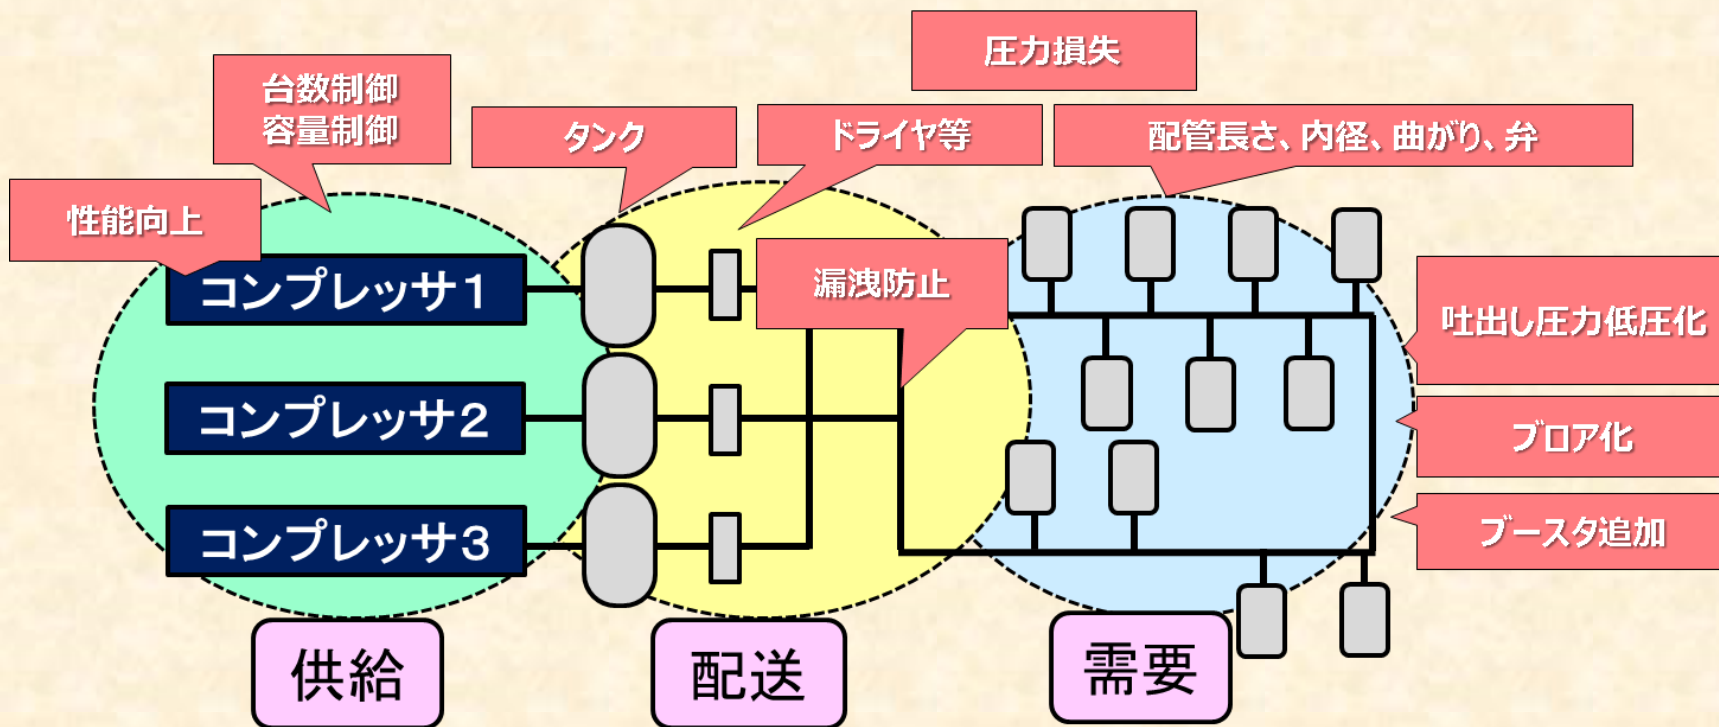 圧力損失
台数制御
容量制御
タンク
ドライヤ等
配管長さ、内径、曲がり、弁
性能向上
コンプレッサ1
漏洩防止
吐出し圧力低圧化
コンプレッサ2
ブロア化
コンプレッサ3
ブースタ追加
供給
配送
需要